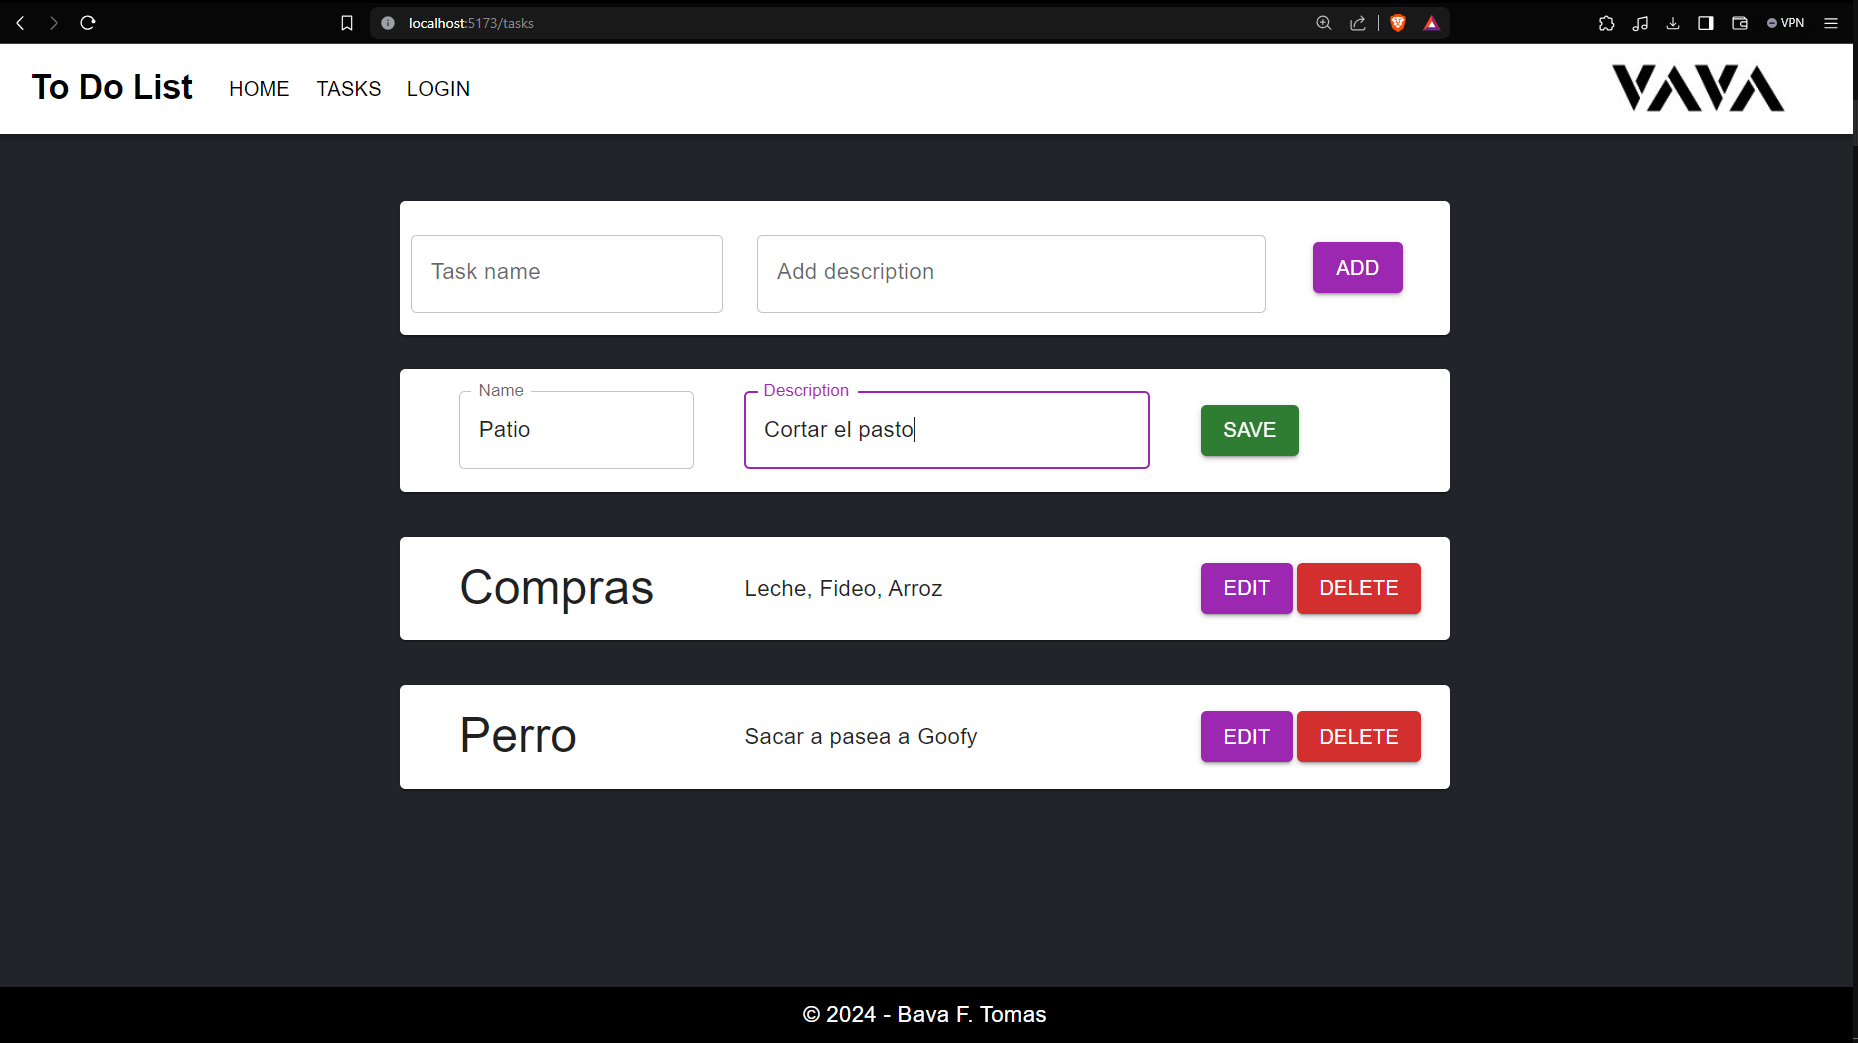 localhost:5173/tasks
VPN
To Do List HOME TASKS LOGIN VAVA
Task name Add description ADD
Name Description
Patio Cortar el pasto SAVE
Compras Leche, Fideo, Arroz EDIT DELETE
Perro Sacar a pasea a Goofy EDIT DELETE
© 2024 - Bava F. Tomas